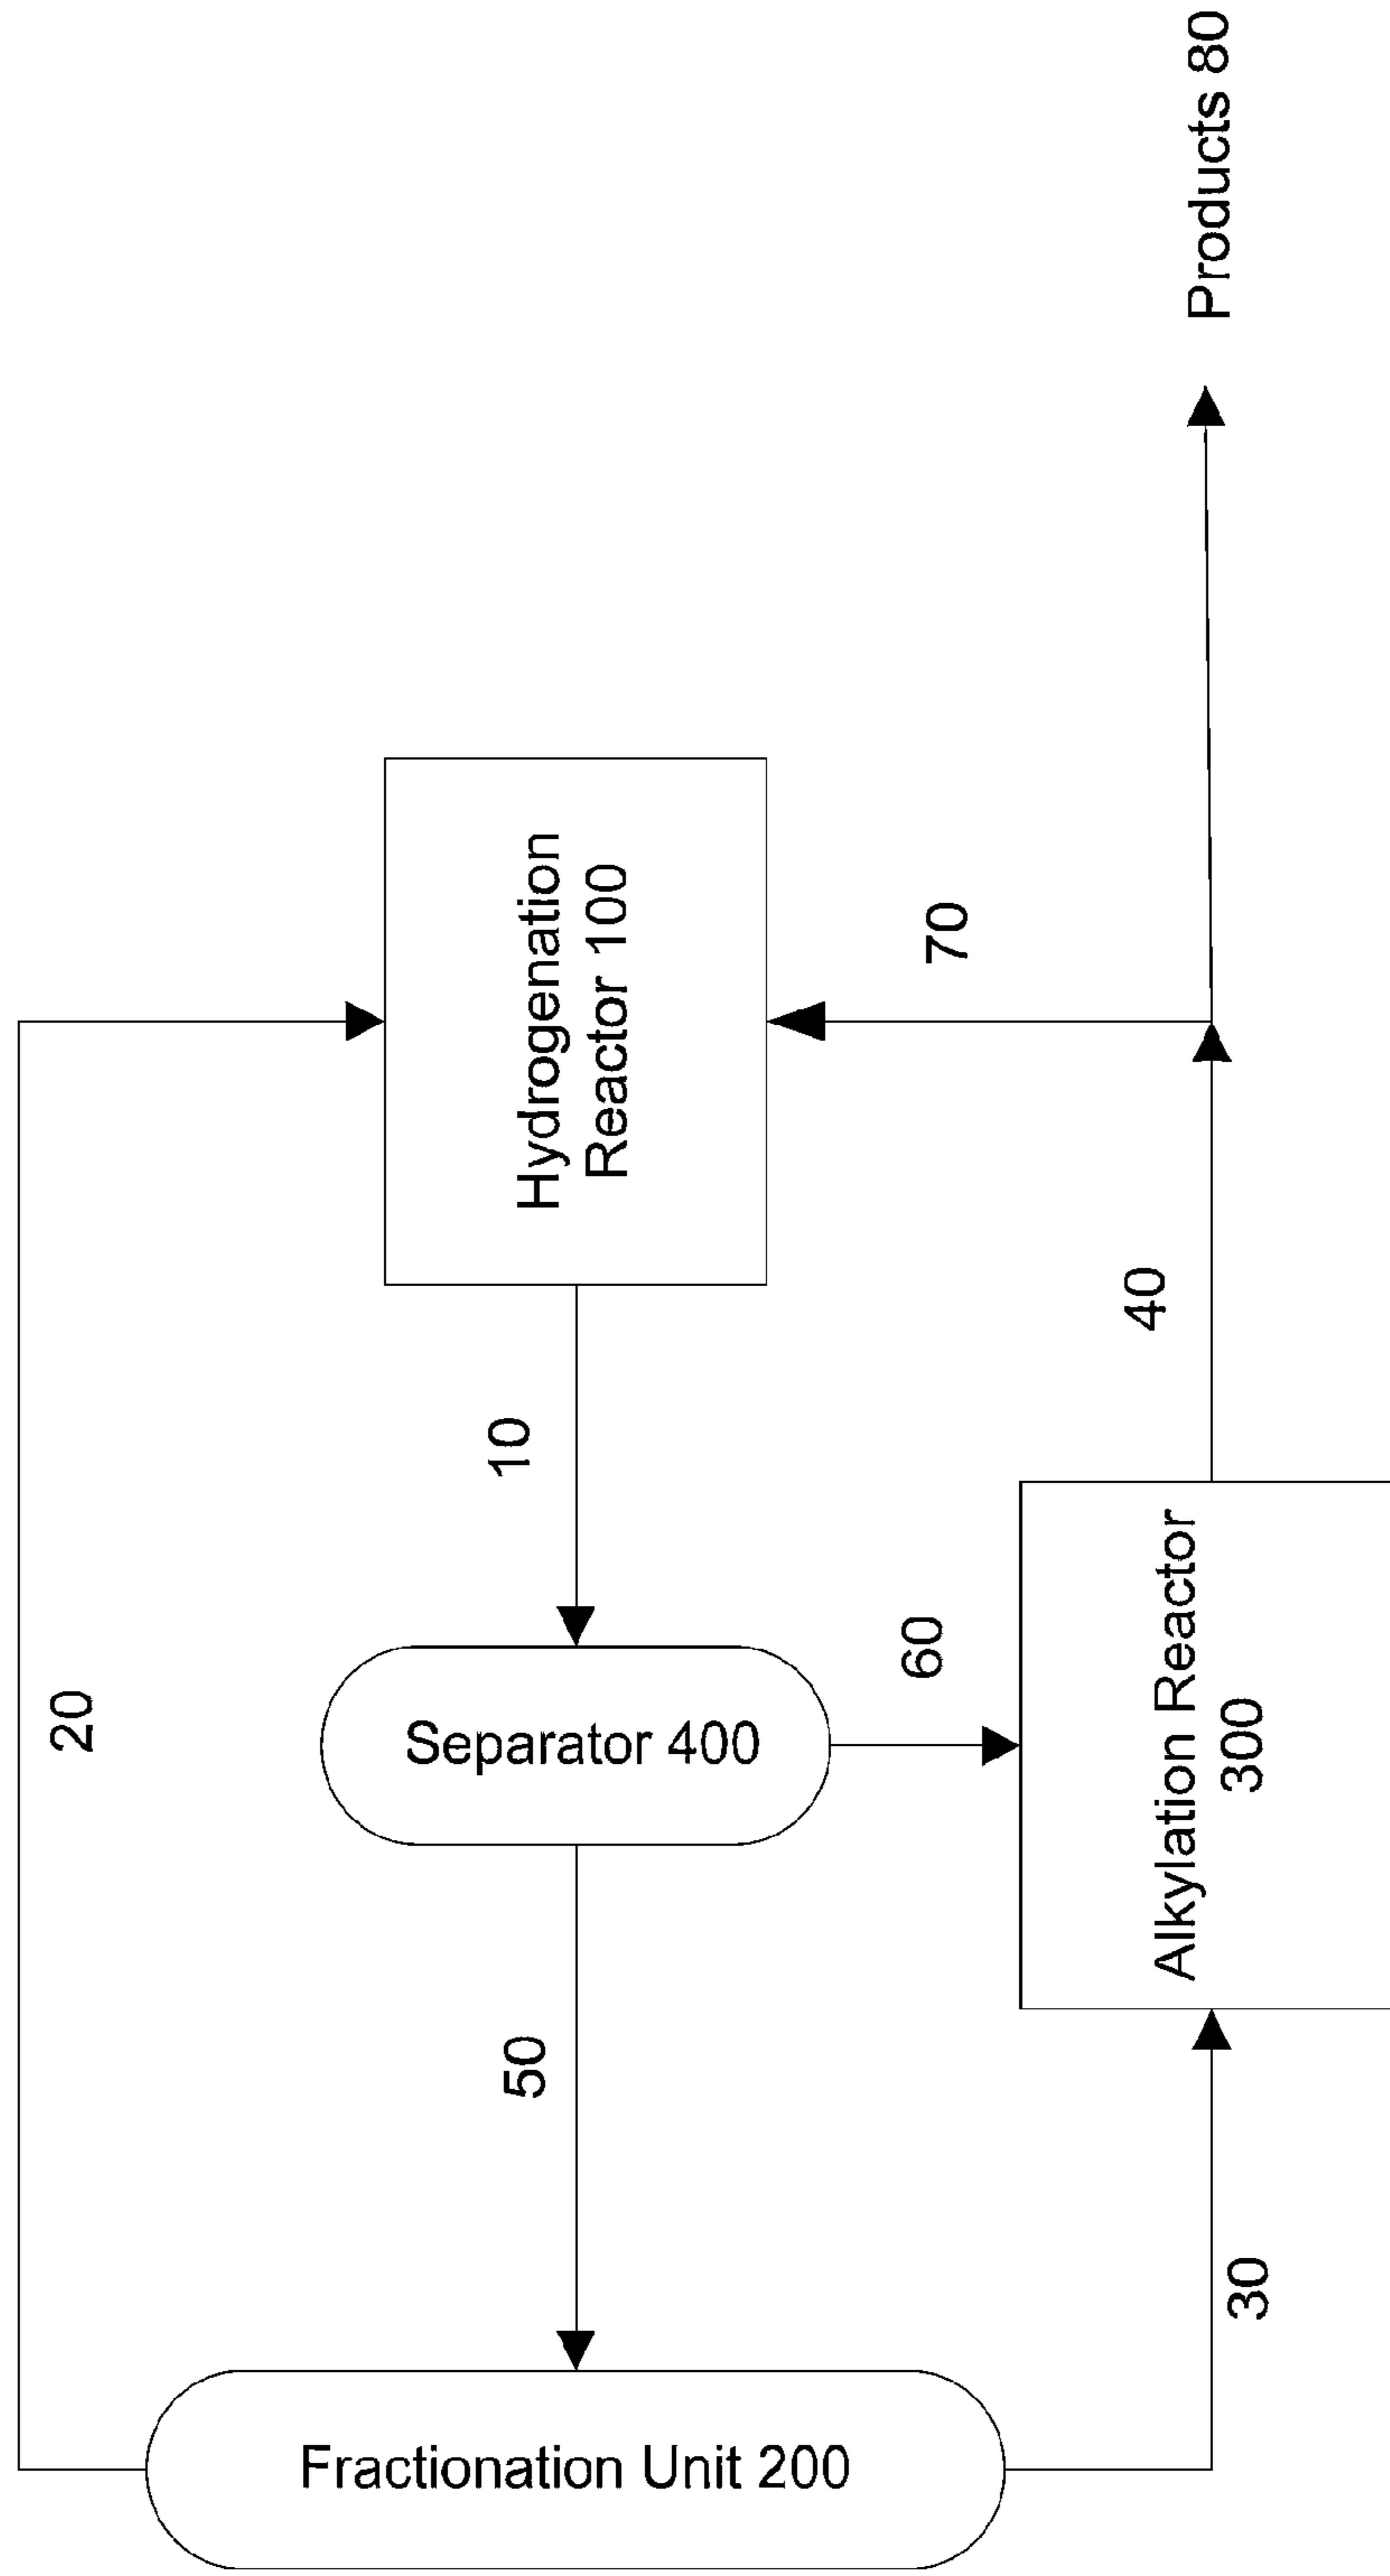 20
Hydrogenation
Reactor 100
10
Separator 400
50
60
70
Fractionation Unit 200
30
Alkylation Reactor
300
40
Products 80